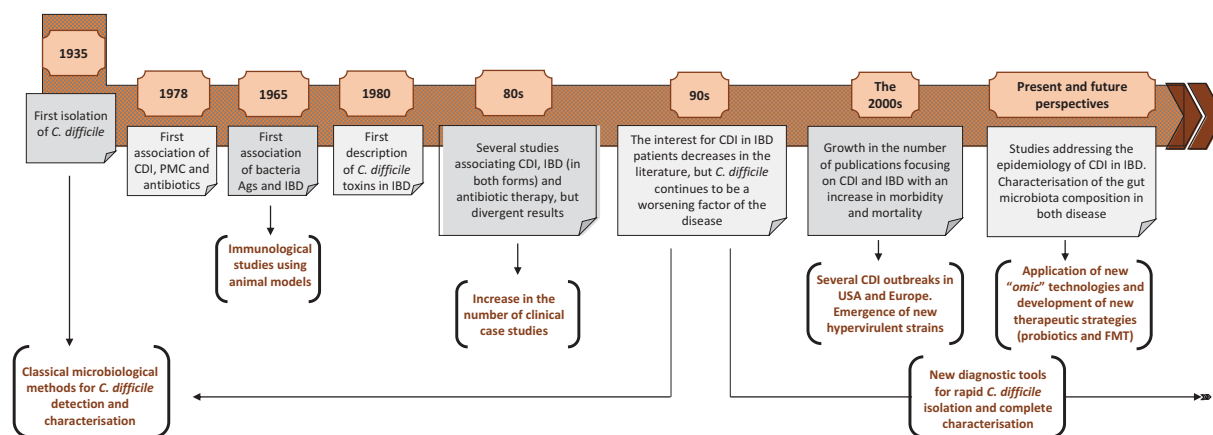 1935
First isolation
of C. difficile
1978
First
association of
CDI, PMC and
antibiotics
1965
First
association
of bacteria
Ags and IBD
1980
First
description
of C. difficile
toxins in IBD
80s
Several studies
associating CDI, IBD (in
both forms) and
antibiotic therapy, but
divergent results
90s
The interest for CDI in IBD
patients decreases in the
literature, but C. difficile
continues to be a
worsening factor of the
disease
The
2000s
Growth in the number
of publications focusing
on CDI and IBD with an
increase in morbidity
and mortality
Present and future
perspectives
Studies addressing the
epidemiology of CDI in IBD.
Characterisation of the gut
microbiota composition in
both disease
Immunological
studies using
animal models
Increase in the
number of clinical
case studies
Several CDI outbreaks in
USA and Europe.
Emergence of new
hypervirulent strains
Application of new
“omic” technologies and
development of new
therapeutic strategies
(probiotics and FMT)
Classical microbiological
methods for C. difficile
detection and
characterisation
New diagnostic tools
for rapid C. difficile
isolation and complete
characterisation